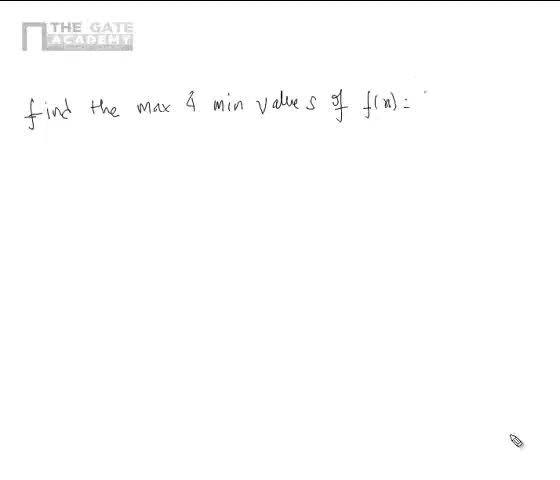 THE GATE
ACADEMY
find the max & min values of f(x) =